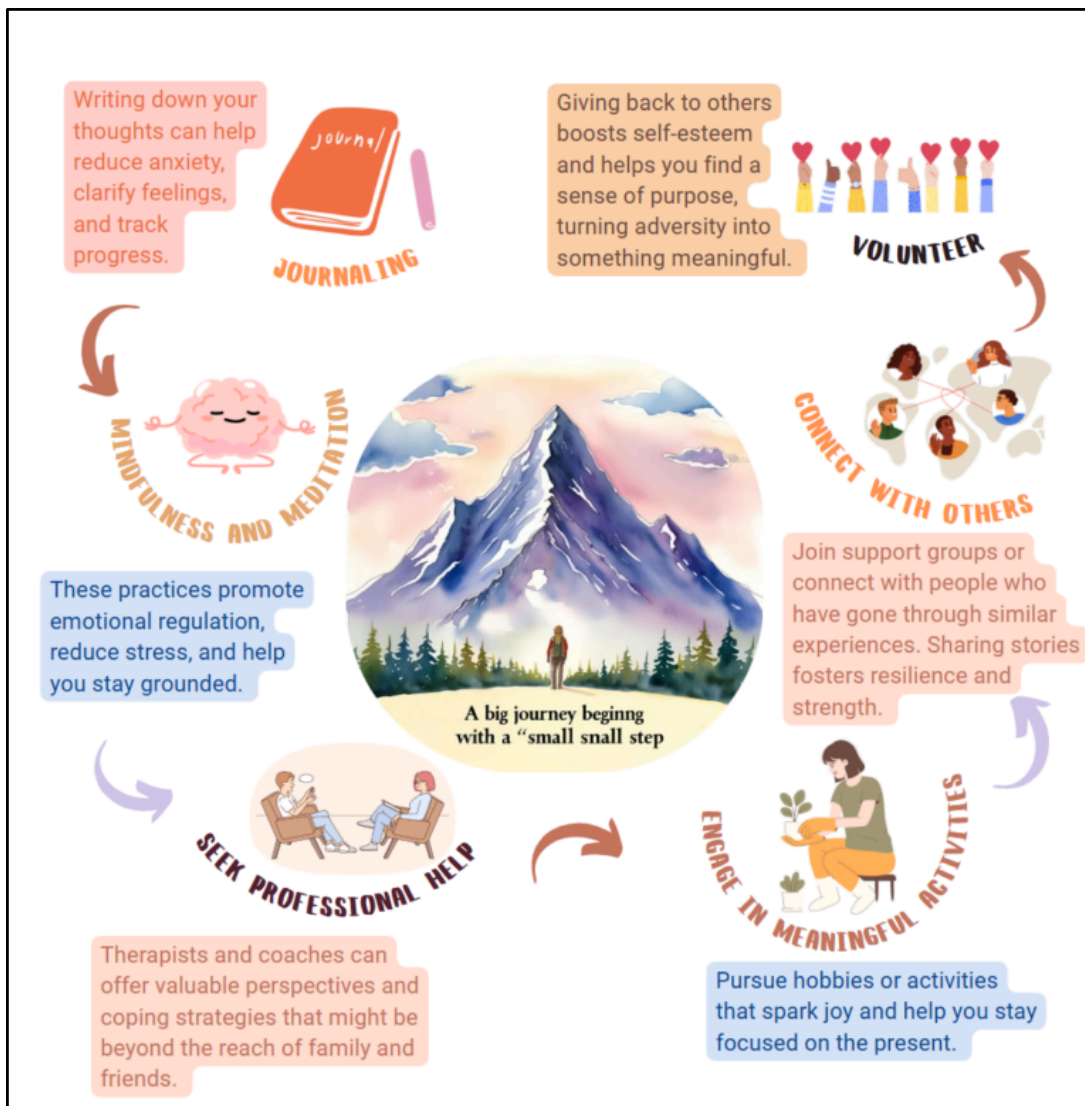 Writing down your
thoughts can help
reduce anxiety,
clarify feelings,
and track
progress.
Journal
JOURNALING
MINDFULNESS AND MEDITATION
These practices promote
emotional regulation,
reduce stress, and help
you stay grounded.
SEEK PROFESSIONAL HELP
Therapists and coaches can
offer valuable perspectives and
coping strategies that might be
beyond the reach of family and
friends.
A big journey beginng
with a “small snall step
ENGAGE IN MEANINGFUL ACTIVITIES
Pursue hobbies or activities
that spark joy and help you stay
focused on the present.
CONNECT WITH OTHERS
Join support groups or
connect with people who
have gone through similar
experiences. Sharing stories
fosters resilience and
strength.
VOLUNTEER
Giving back to others
boosts self-esteem
and helps you find a
sense of purpose,
turning adversity into
something meaningful.